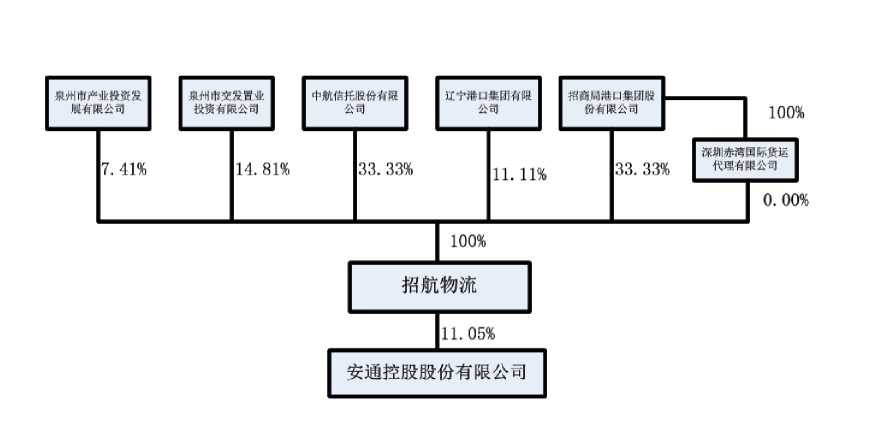 泉州市产业投资发
展有限公司
泉州市交发置业
投资有限公司
中航信托股份有限
公司
辽宁港口集团有限
公司
招商局港口集团股
份有限公司
100%
深圳赤湾国际货运
代理有限公司
7.41%
14.81%
33.33%
11.11%
33.33%
0.00%
100%
招航物流
11.05%
安通控股股份有限公司